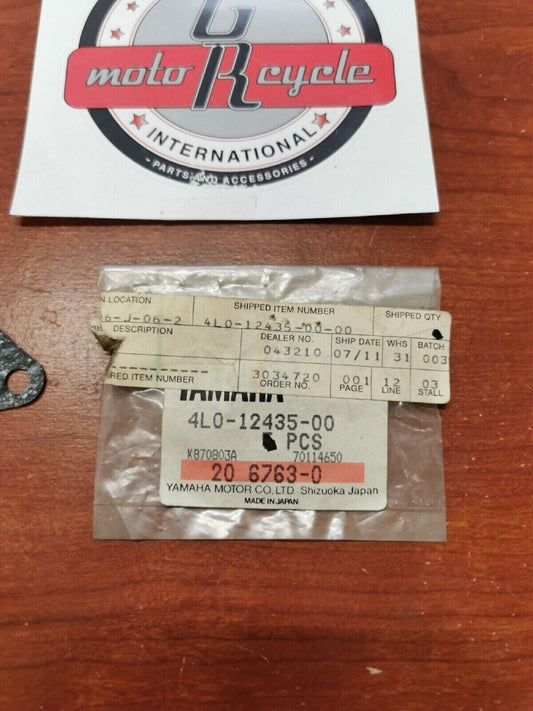 GR
moto cycle
INTERNATIONAL
- PARTS AND ACCESSORIES -
N LOCATION SHIPPED ITEM NUMBER SHIPPED QTY
6-J-06-2 4L0-12435-00-00
DESCRIPTION DEALER NO. SHIP DATE WHS BATCH
043210 07/11 31 003
RED ITEM NUMBER 3034720 001 12 03
ORDER NO. PAGE LINE STALL
YAMAHA
4L0-12435-00
PCS
K870803A 70114650
20 6763-0
YAMAHA MOTOR CO., LTD. Shizuoka Japan
MADE IN JAPAN